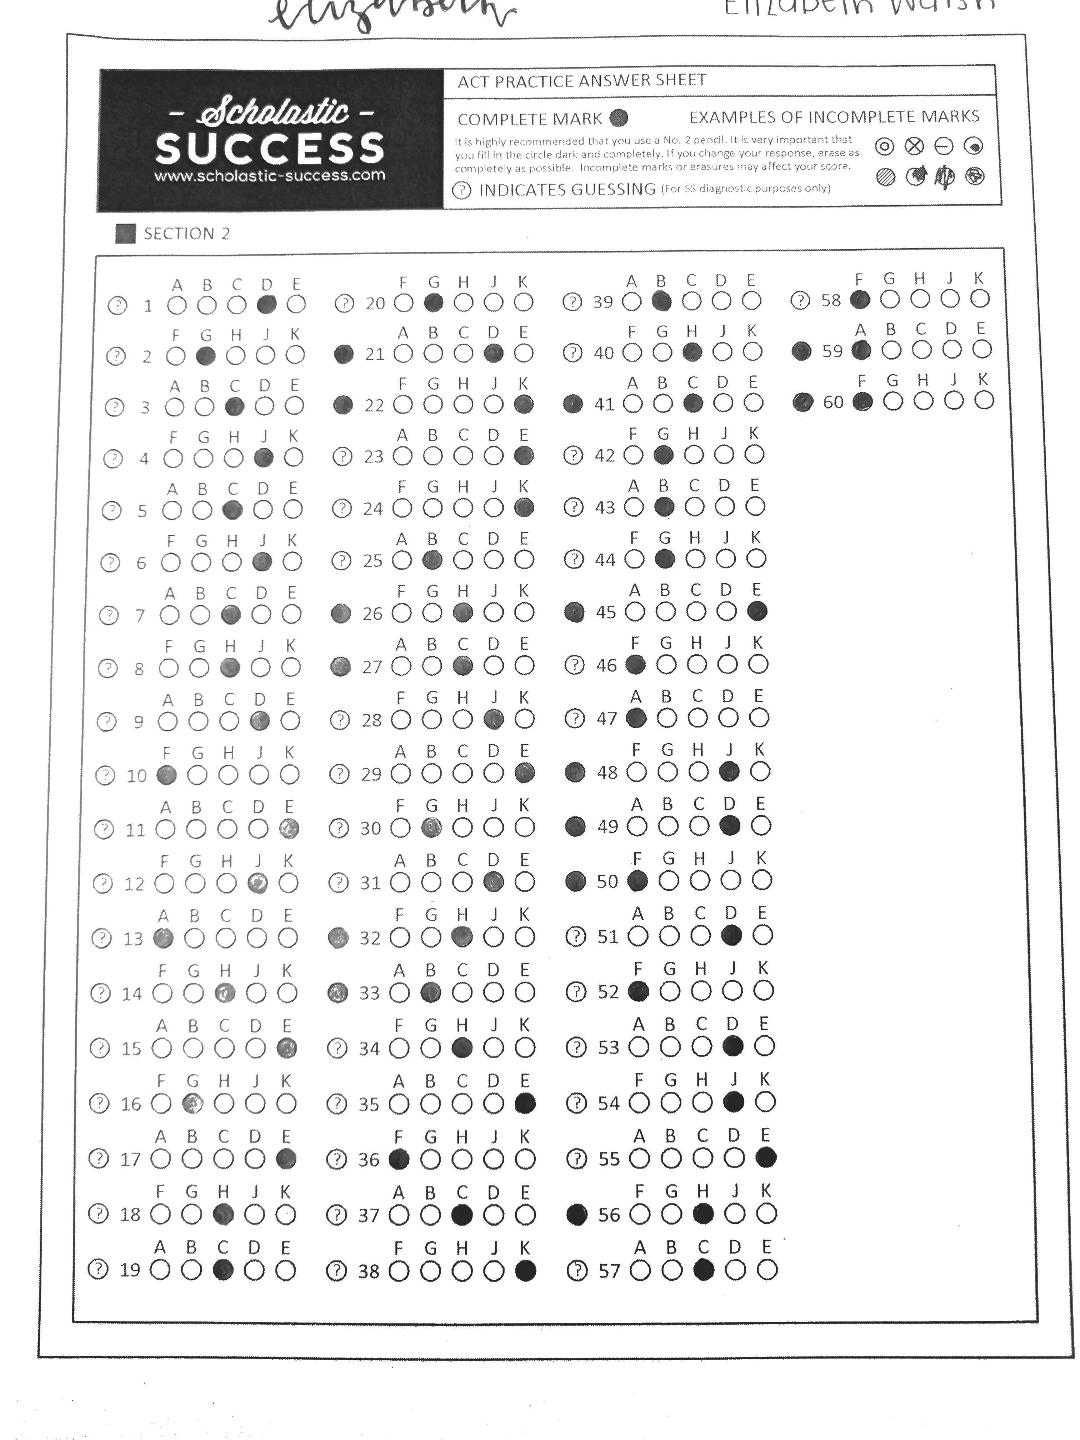 elizabeth Elizabeth Walsh
- Scholastic -
SUCCESS
www.scholastic-success.com
ACT PRACTICE ANSWER SHEET
COMPLETE MARK EXAMPLES OF INCOMPLETE MARKS
It is highly recommended that you use a No. 2 pencil. It is very important that
you fill in the circle dark and completely. If you change your response, erase as
completely as possible. Incomplete marks or erasures may affect your score.
? INDICATES GUESSING (For SS diagnostic purposes only)
SECTION 2
A B C D E
? 1
F G H J K
? 2
A B C D E
? 3
F G H J K
? 4
A B C D E
? 5
F G H J K
? 6
A B C D E
? 7
F G H J K
? 8
A B C D E
? 9
F G H J K
? 10
A B C D E
? 11
F G H J K
? 12
A B C D E
? 13
F G H J K
? 14
A B C D E
? 15
F G H J K
? 16
A B C D E
? 17
F G H J K
? 18
A B C D E
? 19
F G H J K
? 20
A B C D E
21
F G H J K
22
A B C D E
? 23
F G H J K
? 24
A B C D E
? 25
F G H J K
26
A B C D E
27
F G H J K
? 28
A B C D E
? 29
F G H J K
? 30
A B C D E
? 31
F G H J K
32
A B C D E
33
F G H J K
? 34
A B C D E
? 35
F G H J K
? 36
A B C D E
? 37
F G H J K
? 38
A B C D E
? 39
F G H J K
? 40
A B C D E
41
F G H J K
? 42
A B C D E
? 43
F G H J K
? 44
A B C D E
45
F G H J K
? 46
A B C D E
? 47
F G H J K
48
A B C D E
49
F G H J K
50
A B C D E
? 51
F G H J K
? 52
A B C D E
? 53
F G H J K
? 54
A B C D E
? 55
F G H J K
56
A B C D E
? 57
F G H J K
? 58
A B C D E
59
F G H J K
60